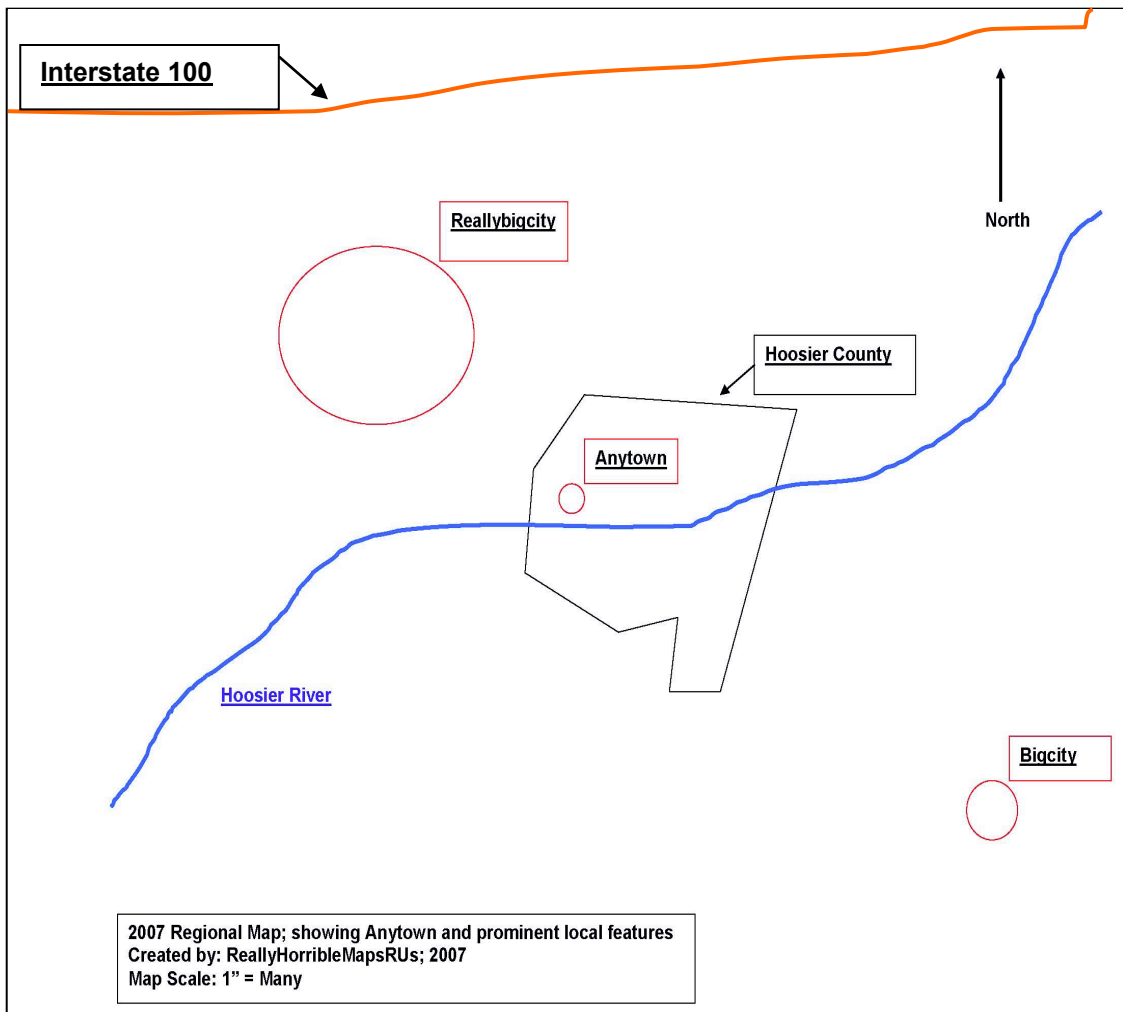 Interstate 100
Reallybigcity
North
Hoosier County
Anytown
Hoosier River
Bigcity
2007 Regional Map; showing Anytown and prominent local features
Created by: ReallyHorribleMapsRUs; 2007
Map Scale: 1” = Many